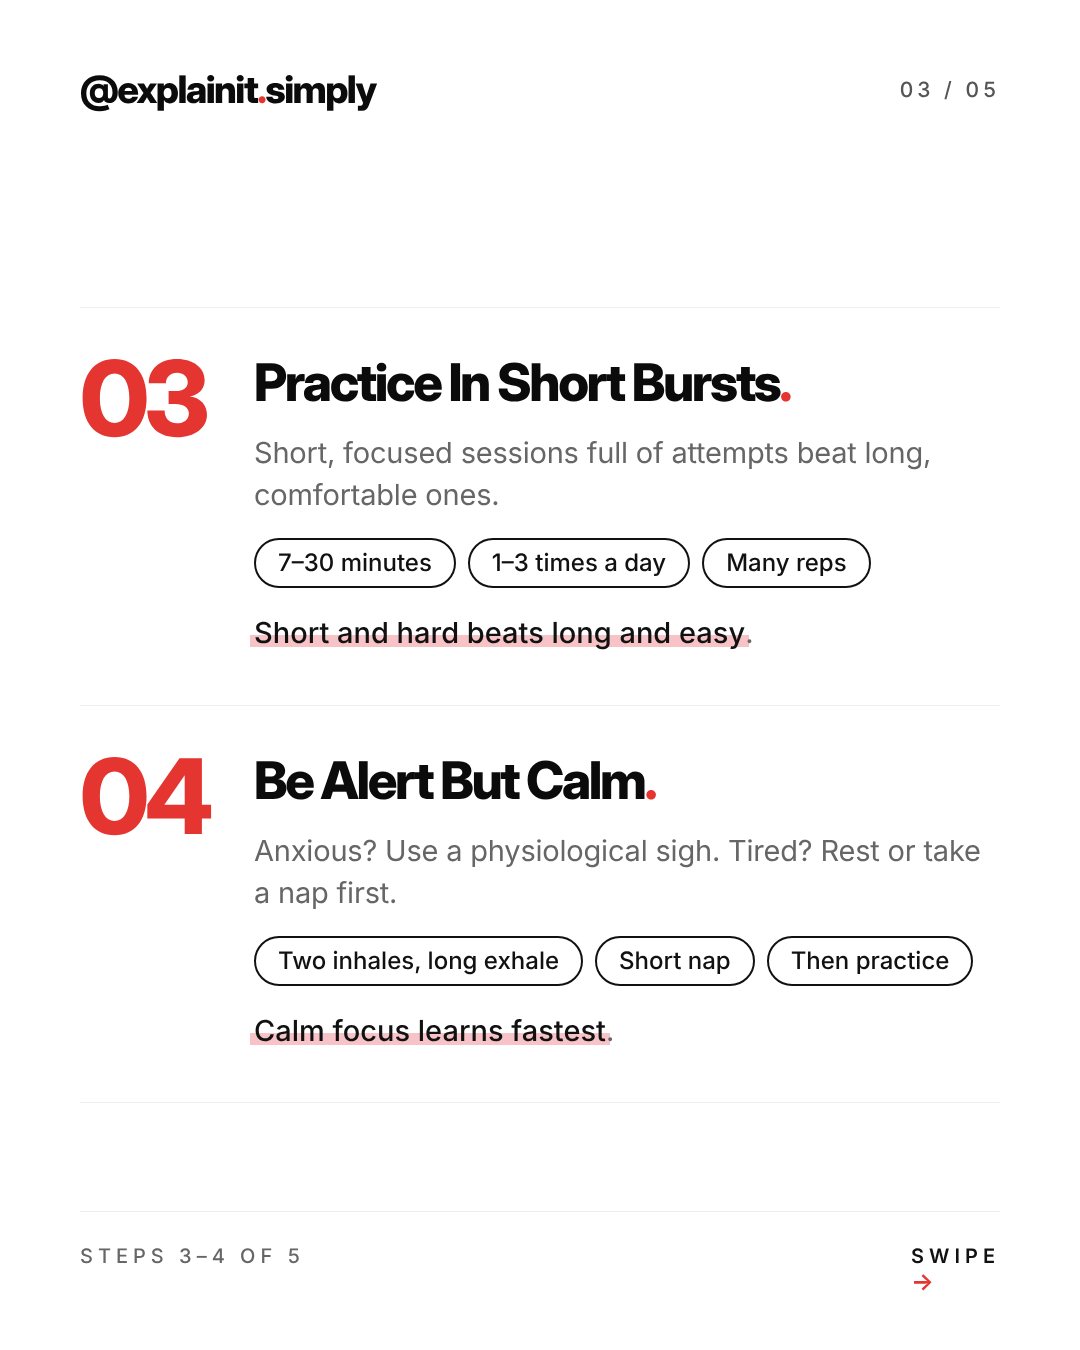 @explainit.simply
03 / 05
03
Practice In Short Bursts.
Short, focused sessions full of attempts beat long,
comfortable ones.
7–30 minutes
1–3 times a day
Many reps
Short and hard beats long and easy.
04
Be Alert But Calm.
Anxious? Use a physiological sigh. Tired? Rest or take
a nap first.
Two inhales, long exhale
Short nap
Then practice
Calm focus learns fastest.
STEPS 3–4 OF 5
SWIPE
→